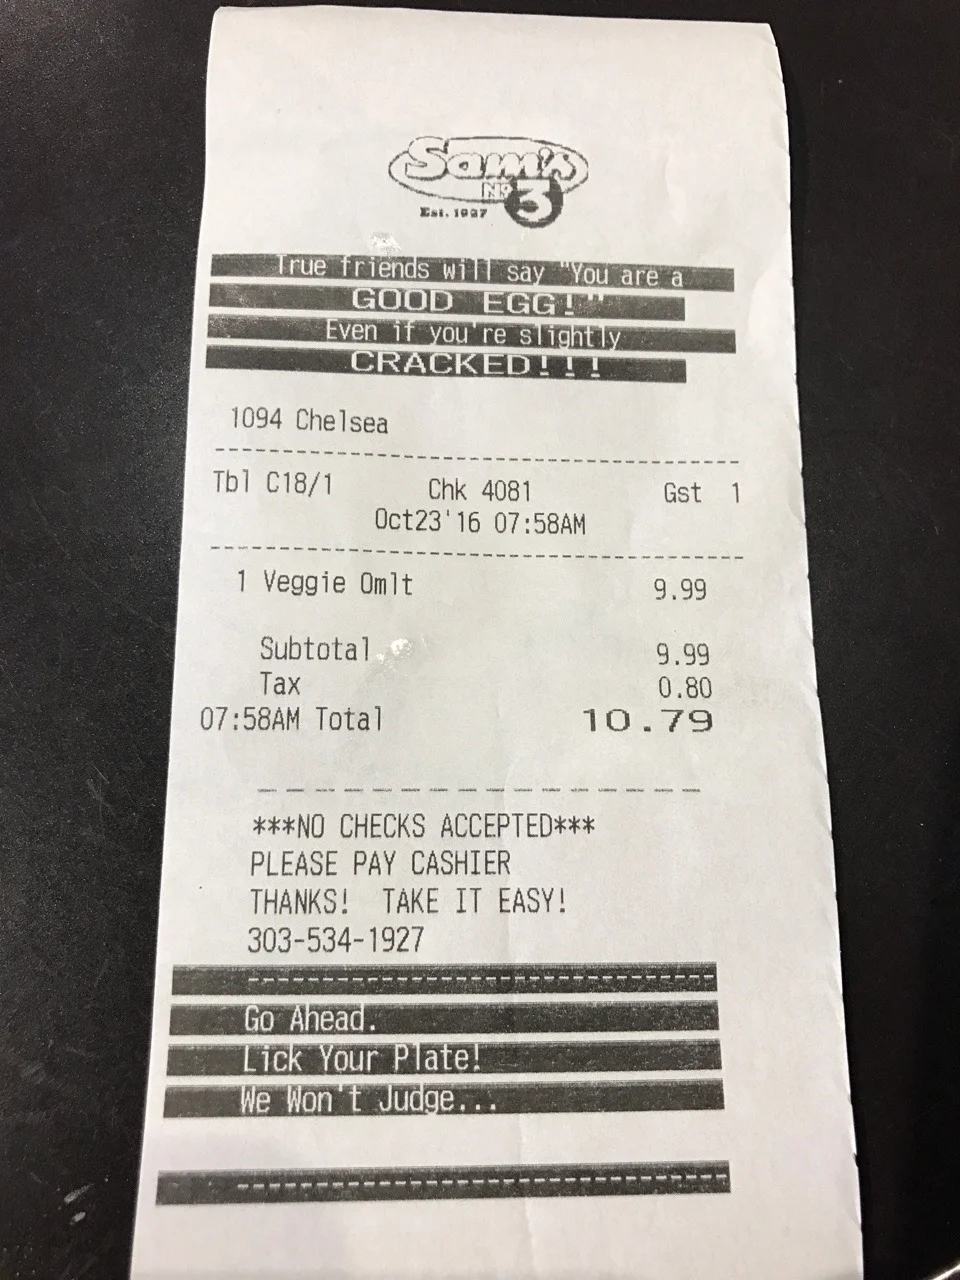 Sam's
No 3
Est. 1927
True friends will say "You are a
GOOD EGG!"
Even if you're slightly
CRACKED!!!
1094 Chelsea
Tbl C18/1 Chk 4081 Gst 1
Oct23'16 07:58AM
1 Veggie Omlt 9.99
Subtotal 9.99
Tax 0.80
07:58AM Total 10.79
***NO CHECKS ACCEPTED***
PLEASE PAY CASHIER
THANKS! TAKE IT EASY!
303-534-1927
Go Ahead.
Lick Your Plate!
We Won't Judge...